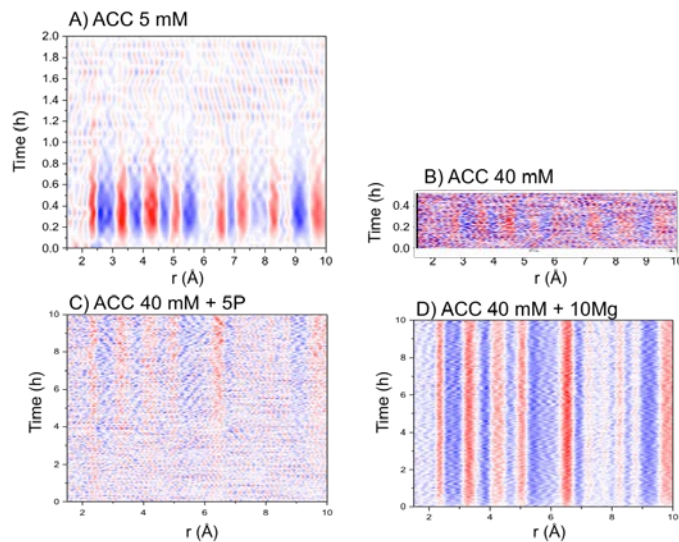 A) ACC 5 mM
2.0
1.8
1.6
1.4
1.2
1.0
0.8
0.6
0.4
0.2
0.0
Time (h)
2 3 4 5 6 7 8 9 10
r (Å)
B) ACC 40 mM
0.4
0.2
0.0
Time (h)
2 3 4 5 6 7 8 9 10
r (Å)
C) ACC 40 mM + 5P
10
8
6
4
2
0
Time (h)
2 4 6 8 10
r (Å)
D) ACC 40 mM + 10Mg
10
8
6
4
2
0
Time (h)
2 4 6 8 10
r (Å)